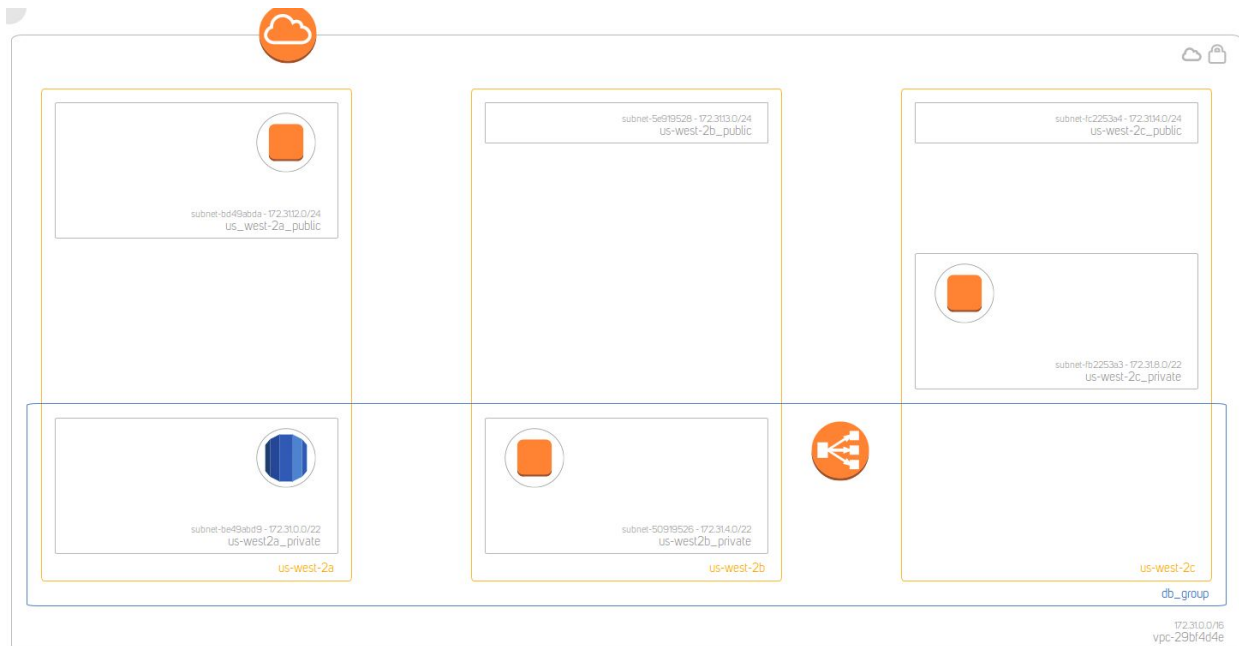 subnet-5e919528 - 172.31.13.0/24
us-west-2b_public
subnet-fc2253a4 - 172.31.14.0/24
us-west-2c_public
subnet-bd49abda - 172.31.12.0/24
us_west-2a_public
subnet-fb2253a3 - 172.31.8.0/22
us-west-2c_private
subnet-be49abd9 - 172.31.0.0/22
us-west2a_private
subnet-50919526 - 172.31.4.0/22
us-west2b_private
us-west-2a
us-west-2b
us-west-2c
db_group
172.31.0.0/16
vpc-29bf4d4e